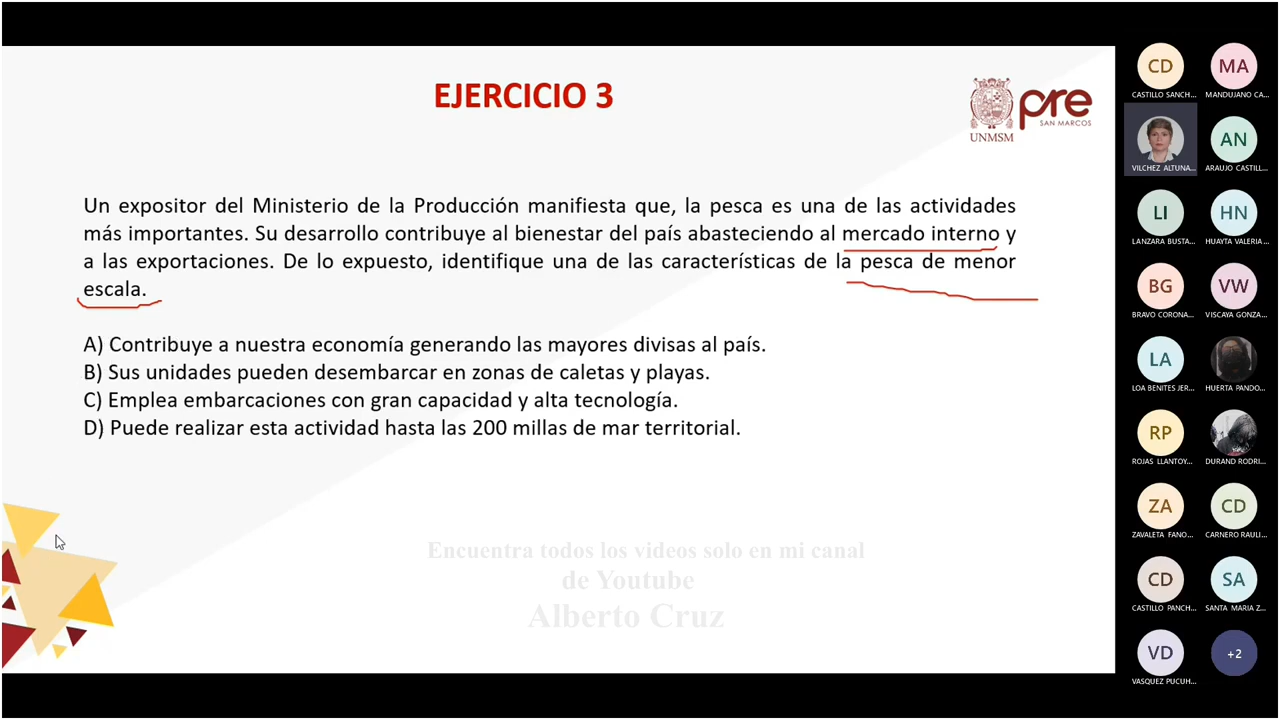 EJERCICIO 3
UNMSM
pre
SAN MARCOS
Un expositor del Ministerio de la Producción manifiesta que, la pesca es una de las actividades
más importantes. Su desarrollo contribuye al bienestar del país abasteciendo al mercado interno y
a las exportaciones. De lo expuesto, identifique una de las características de la pesca de menor
escala.
A) Contribuye a nuestra economía generando las mayores divisas al país.
B) Sus unidades pueden desembarcar en zonas de caletas y playas.
C) Emplea embarcaciones con gran capacidad y alta tecnología.
D) Puede realizar esta actividad hasta las 200 millas de mar territorial.
Encuentra todos los videos solo en mi canal
de Youtube
Alberto Cruz
CD
CASTILLO SANCH...
MA
MANDUJANO CA...
VILCHEZ ALTUNA...
AN
ARAUJO CASTILL...
LI
LANZARA BUSTA...
HN
HUAYTA VALERIA...
BG
BRAVO CORONA...
VW
VISCAYA GONZA...
LA
LOA BENITES JER...
HUERTA PANDO...
RP
ROJAS LLANTOY...
DURAND RODRI...
ZA
ZAVALETA FANO...
CD
CARNERO RAULI...
CD
CASTILLO PANCH...
SA
SANTA MARIA Z...
VD
VASQUEZ PUCUH...
+2